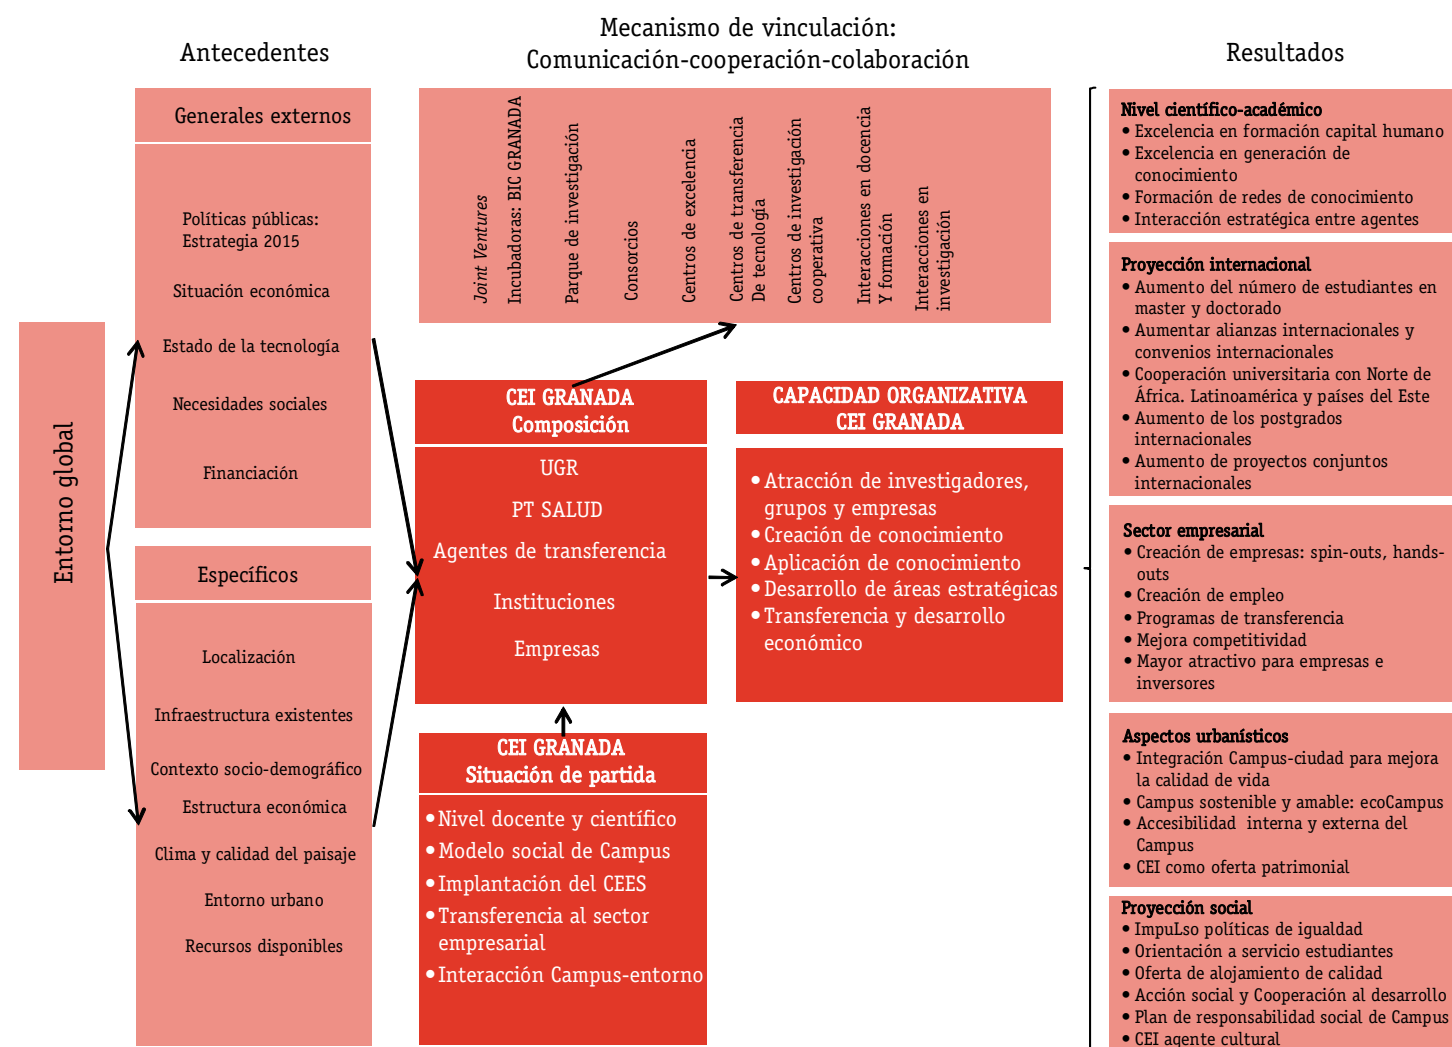 Antecedentes
Mecanismo de vinculación:
Comunicación-cooperación-colaboración
Resultados
Entorno global
Generales externos
Políticas públicas:
Estrategia 2015
Situación económica
Estado de la tecnología
Necesidades sociales
Financiación
Específicos
Localización
Infraestructura existentes
Contexto socio-demográfico
Estructura económica
Clima y calidad del paisaje
Entorno urbano
Recursos disponibles
Joint Ventures
Incubadoras: BIC GRANADA
Parque de investigación
Consorcios
Centros de excelencia
Centros de transferencia
De tecnología
Centros de investigación
cooperativa
Interacciones en docencia
Y formación
Interacciones en
investigación
CEI GRANADA
Composición
UGR
PT SALUD
Agentes de transferencia
Instituciones
Empresas
CEI GRANADA
Situación de partida
• Nivel docente y científico
• Modelo social de Campus
• Implantación del CEES
• Transferencia al sector
empresarial
• Interacción Campus-entorno
CAPACIDAD ORGANIZATIVA
CEI GRANADA
• Atracción de investigadores,
grupos y empresas
• Creación de conocimiento
• Aplicación de conocimiento
• Desarrollo de áreas estratégicas
• Transferencia y desarrollo
económico
Nivel científico-académico
• Excelencia en formación capital humano
• Excelencia en generación de
conocimiento
• Formación de redes de conocimiento
• Interacción estratégica entre agentes
Proyección internacional
• Aumento del número de estudiantes en
master y doctorado
• Aumentar alianzas internacionales y
convenios internacionales
• Cooperación universitaria con Norte de
África. Latinoamérica y países del Este
• Aumento de los postgrados
internacionales
• Aumento de proyectos conjuntos
internacionales
Sector empresarial
• Creación de empresas: spin-outs, hands-
outs
• Creación de empleo
• Programas de transferencia
• Mejora competitividad
• Mayor atractivo para empresas e
inversores
Aspectos urbanísticos
• Integración Campus-ciudad para mejora
la calidad de vida
• Campus sostenible y amable: ecoCampus
• Accesibilidad interna y externa del
Campus
• CEI como oferta patrimonial
Proyección social
• ImpuLso políticas de igualdad
• Orientación a servicio estudiantes
• Oferta de alojamiento de calidad
• Acción social y Cooperación al desarrollo
• Plan de responsabilidad social de Campus
• CEI agente cultural